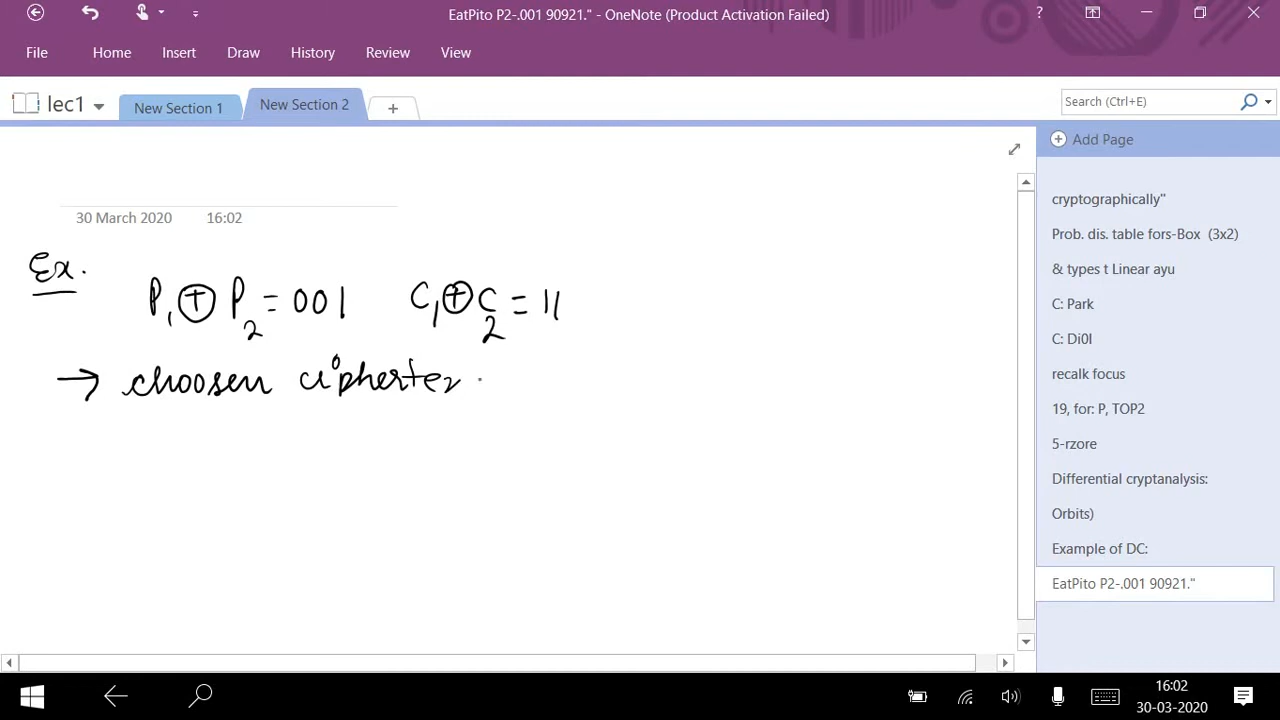 EatPito P2-.001 90921." - OneNote (Product Activation Failed)
File Home Insert Draw History Review View
lec1 New Section 1 New Section 2
Search (Ctrl+E)
Add Page
30 March 2020 16:02
Ex.
P₁ ⊕ P₂ = 001 C₁ ⊕ C₂ = 11
→ choosen cipherter
cryptographically"
Prob. dis. table fors-Box (3x2)
& types t Linear ayu
C: Park
C: Di0l
recalk focus
19, for: P, TOP2
5-rzore
Differential cryptanalysis:
Orbits)
Example of DC:
EatPito P2-.001 90921."
16:02
30-03-2020